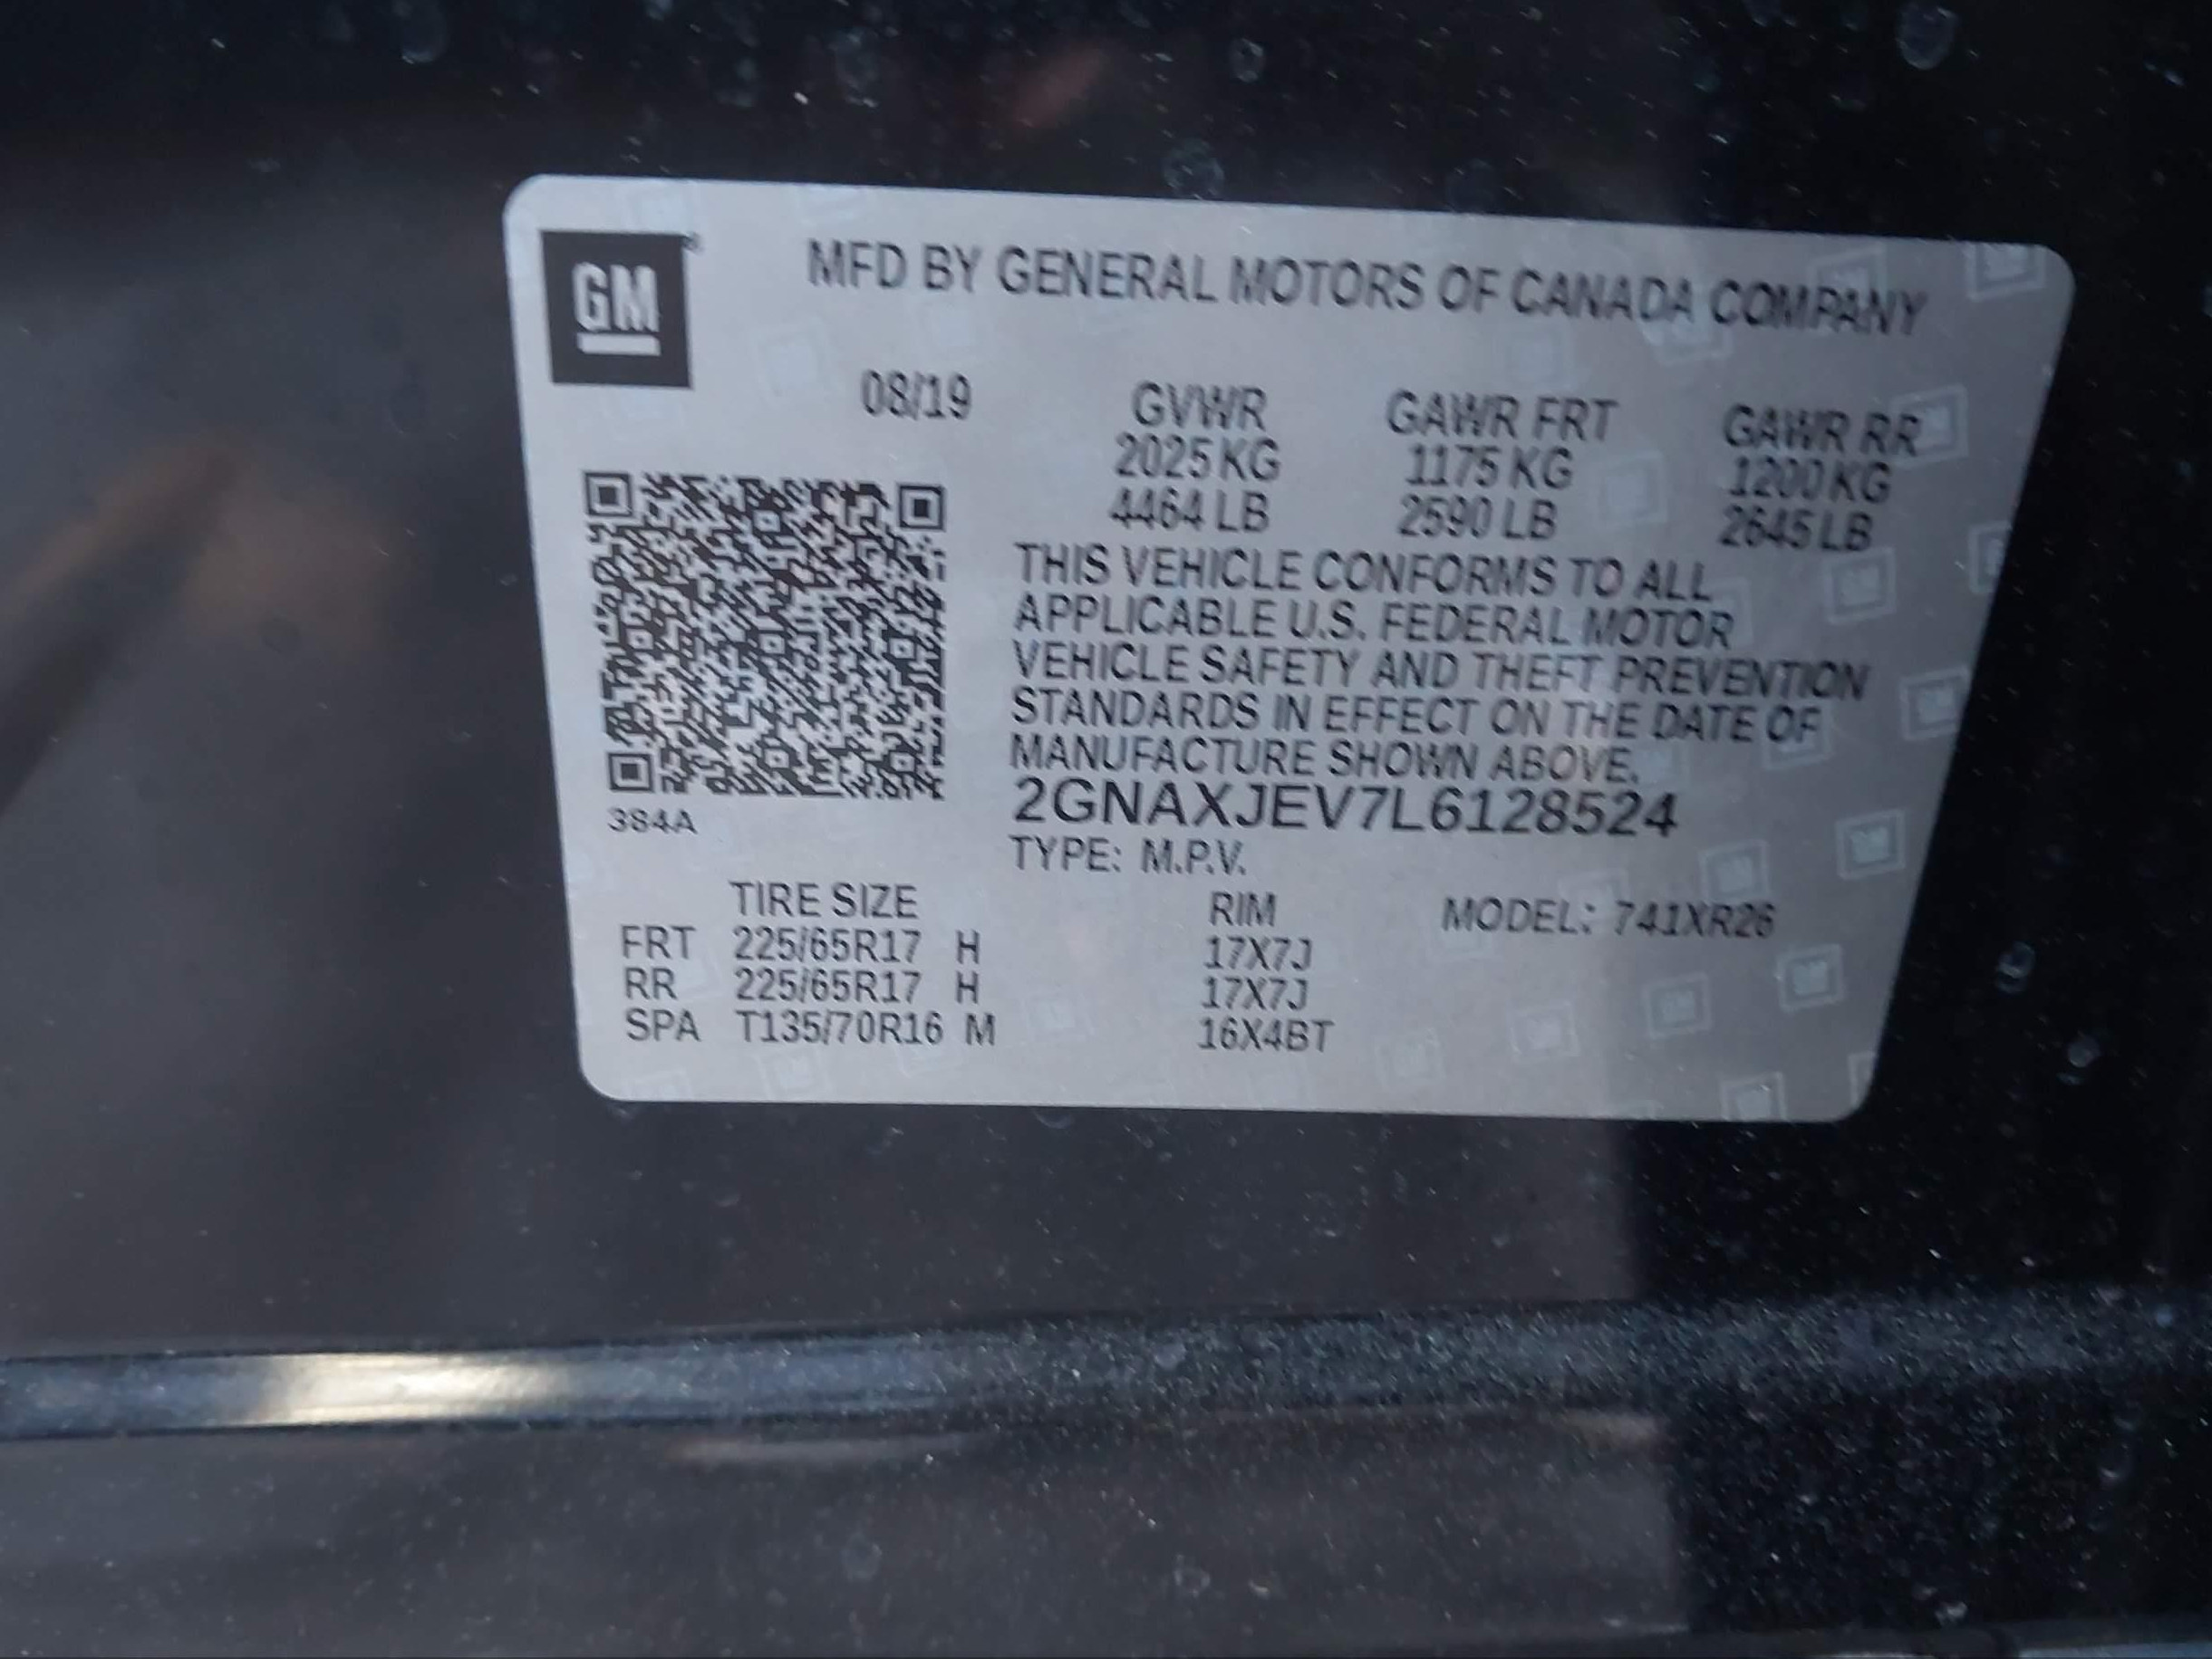 GM
MFD BY GENERAL MOTORS OF CANADA COMPANY
08/19 GVWR GAWR FRT GAWR RR
2025 KG 1175 KG 1200 KG
4464 LB 2590 LB 2645 LB
THIS VEHICLE CONFORMS TO ALL
APPLICABLE U.S. FEDERAL MOTOR
VEHICLE SAFETY AND THEFT PREVENTION
STANDARDS IN EFFECT ON THE DATE OF
MANUFACTURE SHOWN ABOVE.
2GNAXJEV7L6128524
384A
TYPE: M.P.V.
TIRE SIZE RIM MODEL: 741XR26
FRT 225/65R17 H 17X7J
RR 225/65R17 H 17X7J
SPA T135/70R16 M 16X4BT